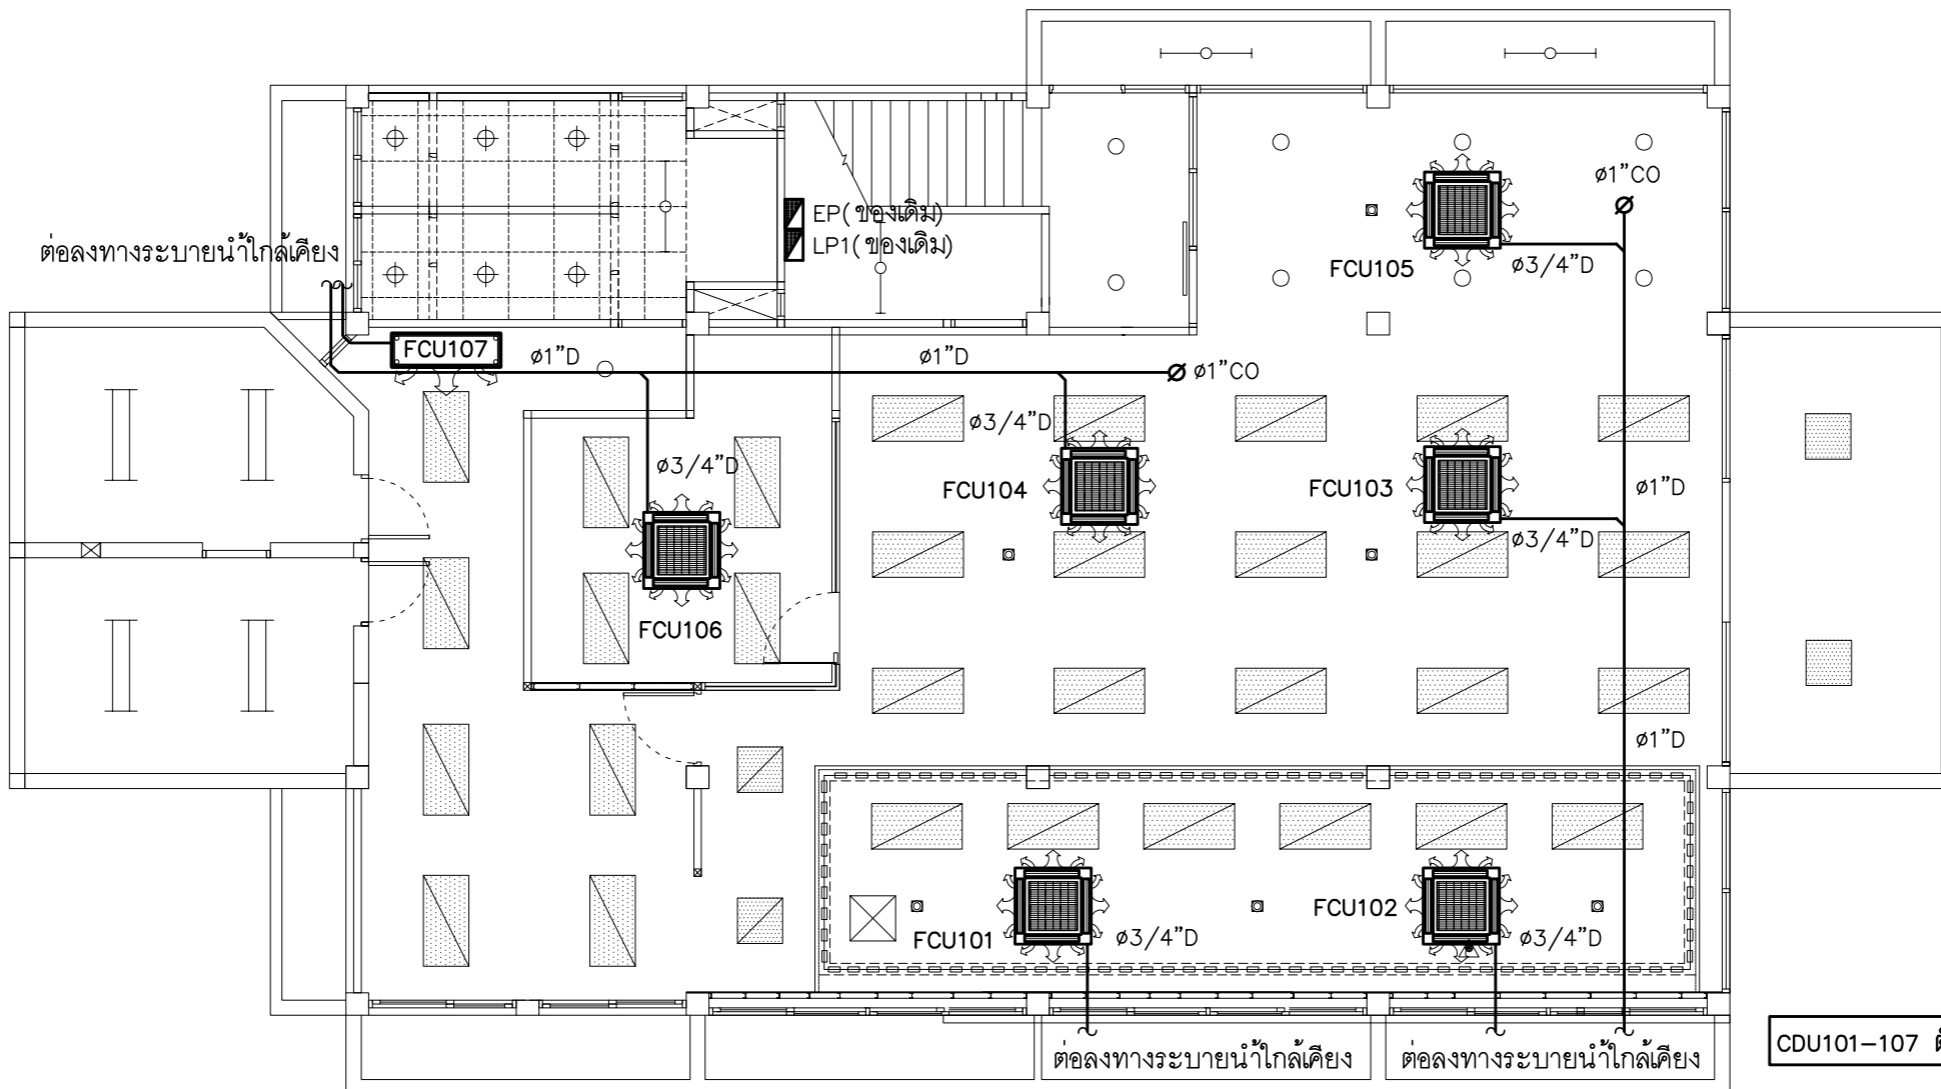 ø1”CO
EP(ของเดิม)
LP1(ของเดิม)
ต่อลงทางระบายน้ำใกล้เคียง
FCU105
ø3/4”D
FCU107
ø1”D
ø1”D
ø1”CO
ø3/4”D
ø3/4”D
FCU104
FCU103
ø1”D
ø3/4”D
FCU106
ø1”D
FCU101
ø3/4”D
FCU102
ø3/4”D
ต่อลงทางระบายน้ำใกล้เคียง
ต่อลงทางระบายน้ำใกล้เคียง
CDU101–107